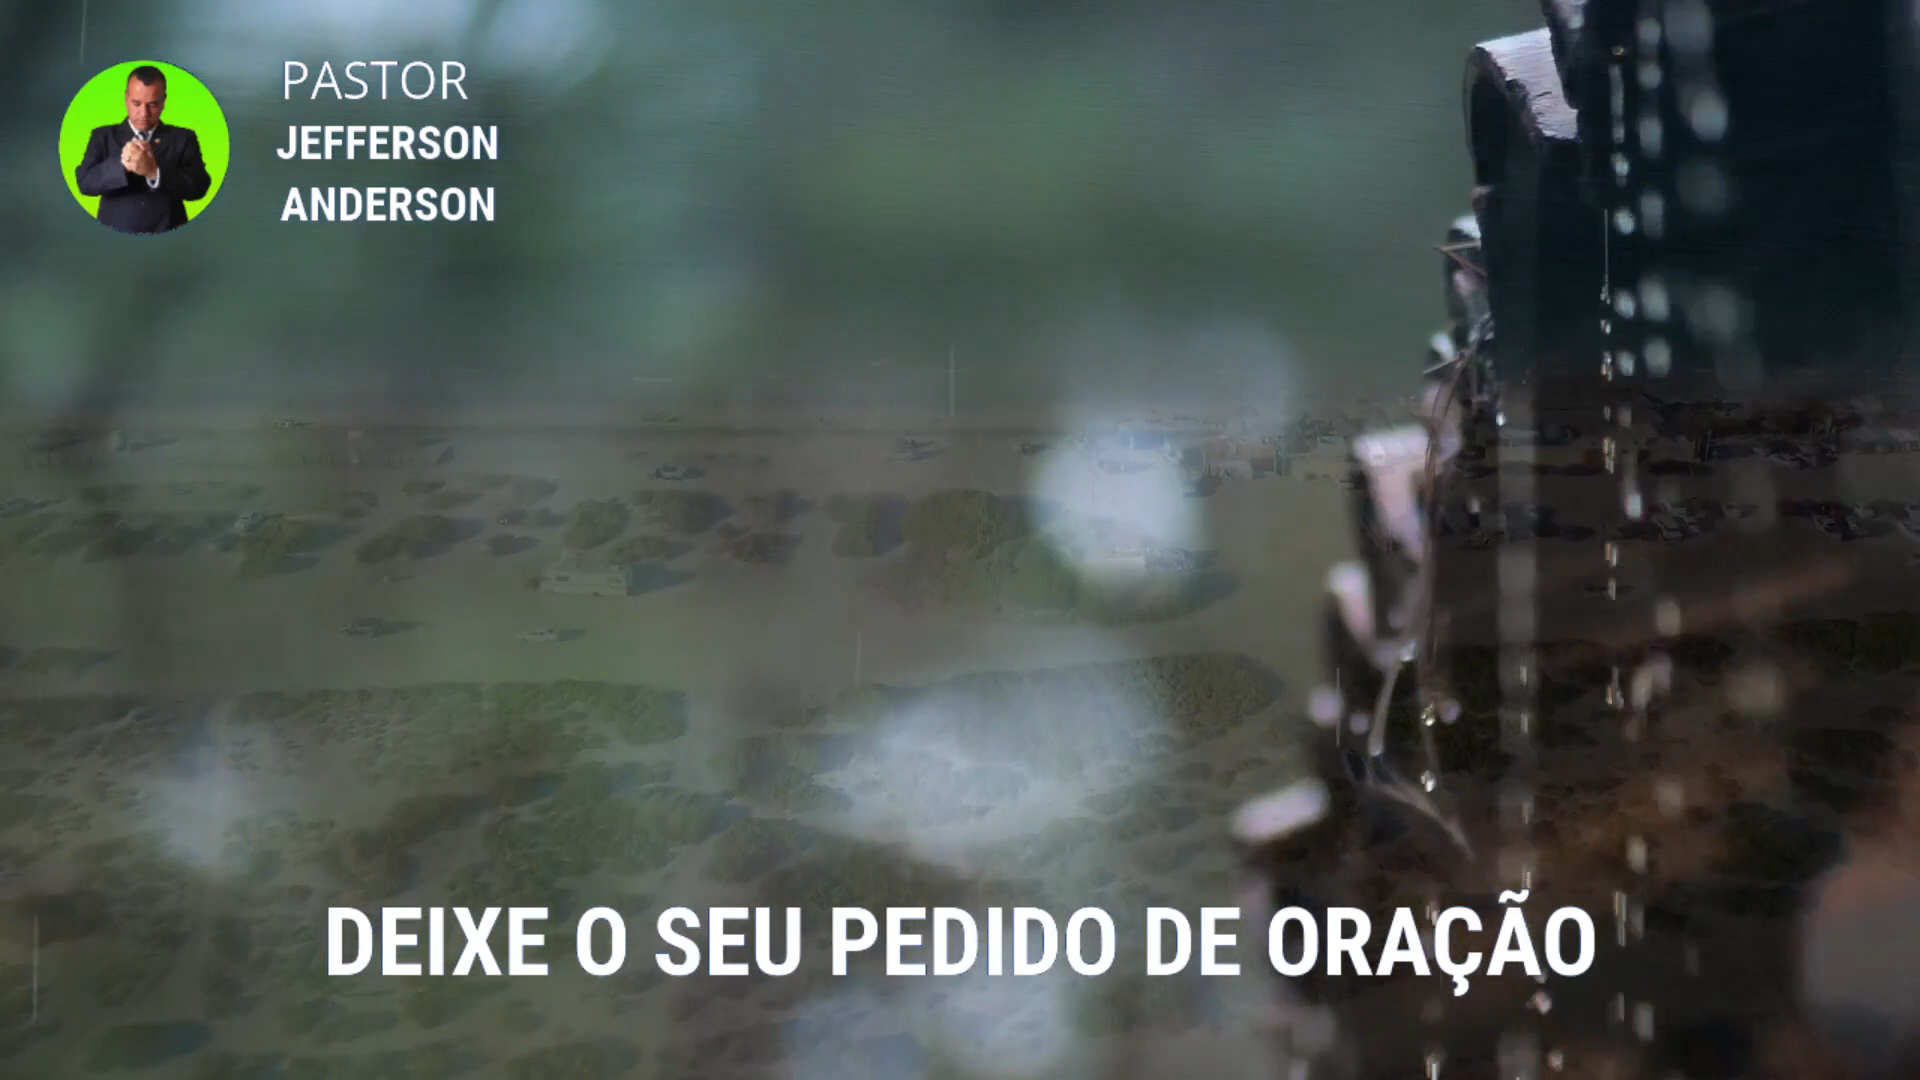 PASTOR
JEFFERSON
ANDERSON
DEIXE O SEU PEDIDO DE ORAÇÃO